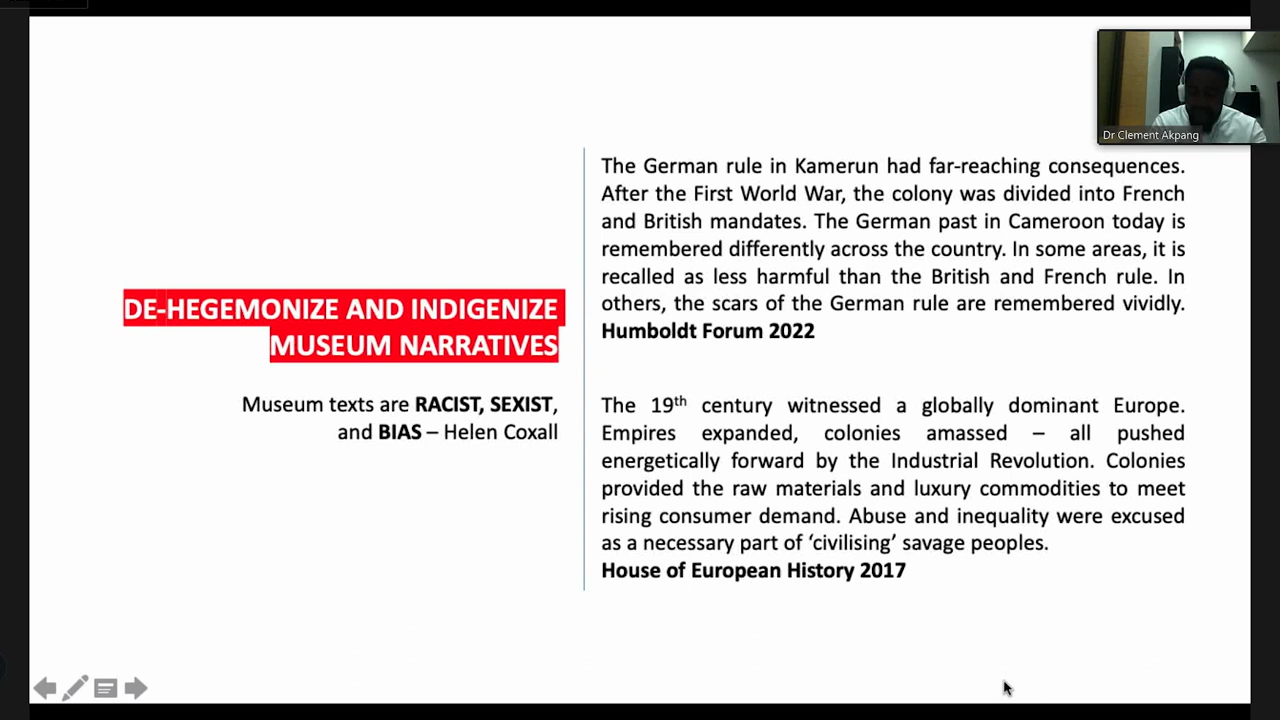 Dr Clement Akpang
DE-HEGEMONIZE AND INDIGENIZE
MUSEUM NARRATIVES
Museum texts are RACIST, SEXIST,
and BIAS – Helen Coxall
The German rule in Kamerun had far-reaching consequences.
After the First World War, the colony was divided into French
and British mandates. The German past in Cameroon today is
remembered differently across the country. In some areas, it is
recalled as less harmful than the British and French rule. In
others, the scars of the German rule are remembered vividly.
Humboldt Forum 2022
The 19th century witnessed a globally dominant Europe.
Empires expanded, colonies amassed – all pushed
energetically forward by the Industrial Revolution. Colonies
provided the raw materials and luxury commodities to meet
rising consumer demand. Abuse and inequality were excused
as a necessary part of ‘civilising’ savage peoples.
House of European History 2017